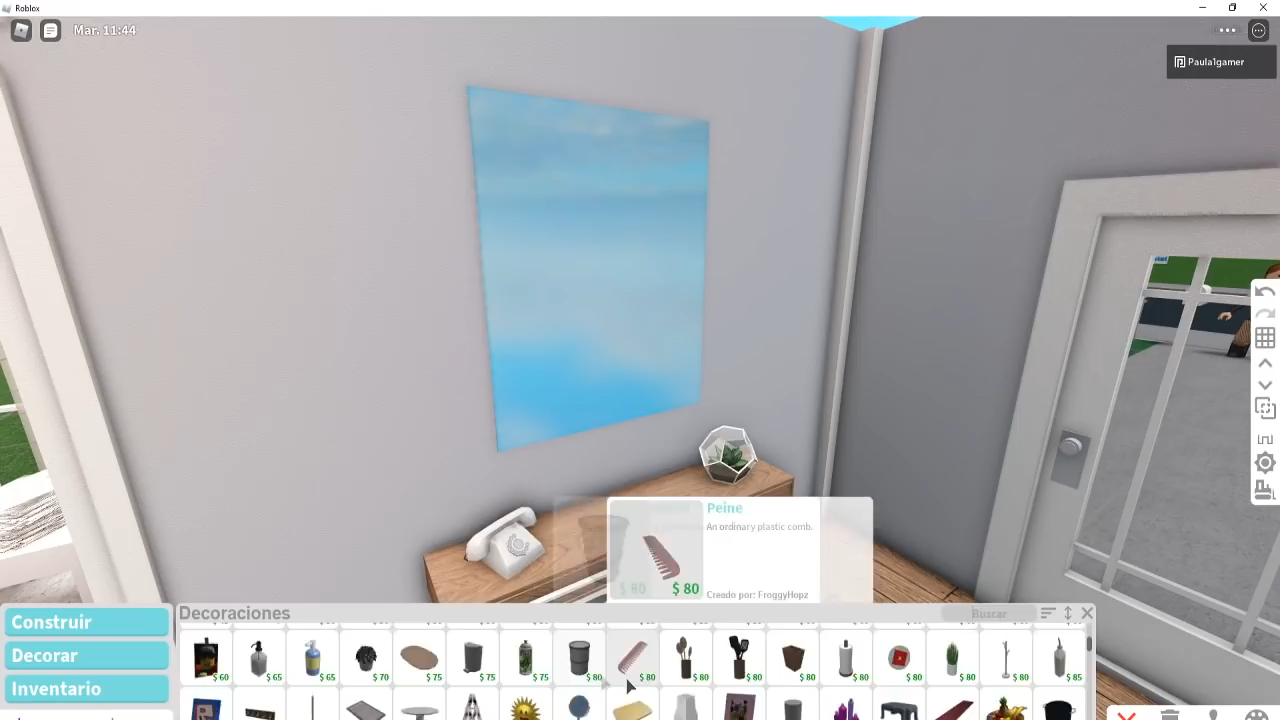 Roblox
Mar. 11:44
Paula1gamer
Peine
An ordinary plastic comb.
$ 80
$ 80
Creado por: FroggyHopz
Construir
Decorar
Inventario
Decoraciones
Buscar
$ 60
$ 65
$ 65
$ 70
$ 75
$ 75
$ 75
$ 80
$ 80
$ 80
$ 80
$ 80
$ 80
$ 80
$ 80
$ 80
$ 85